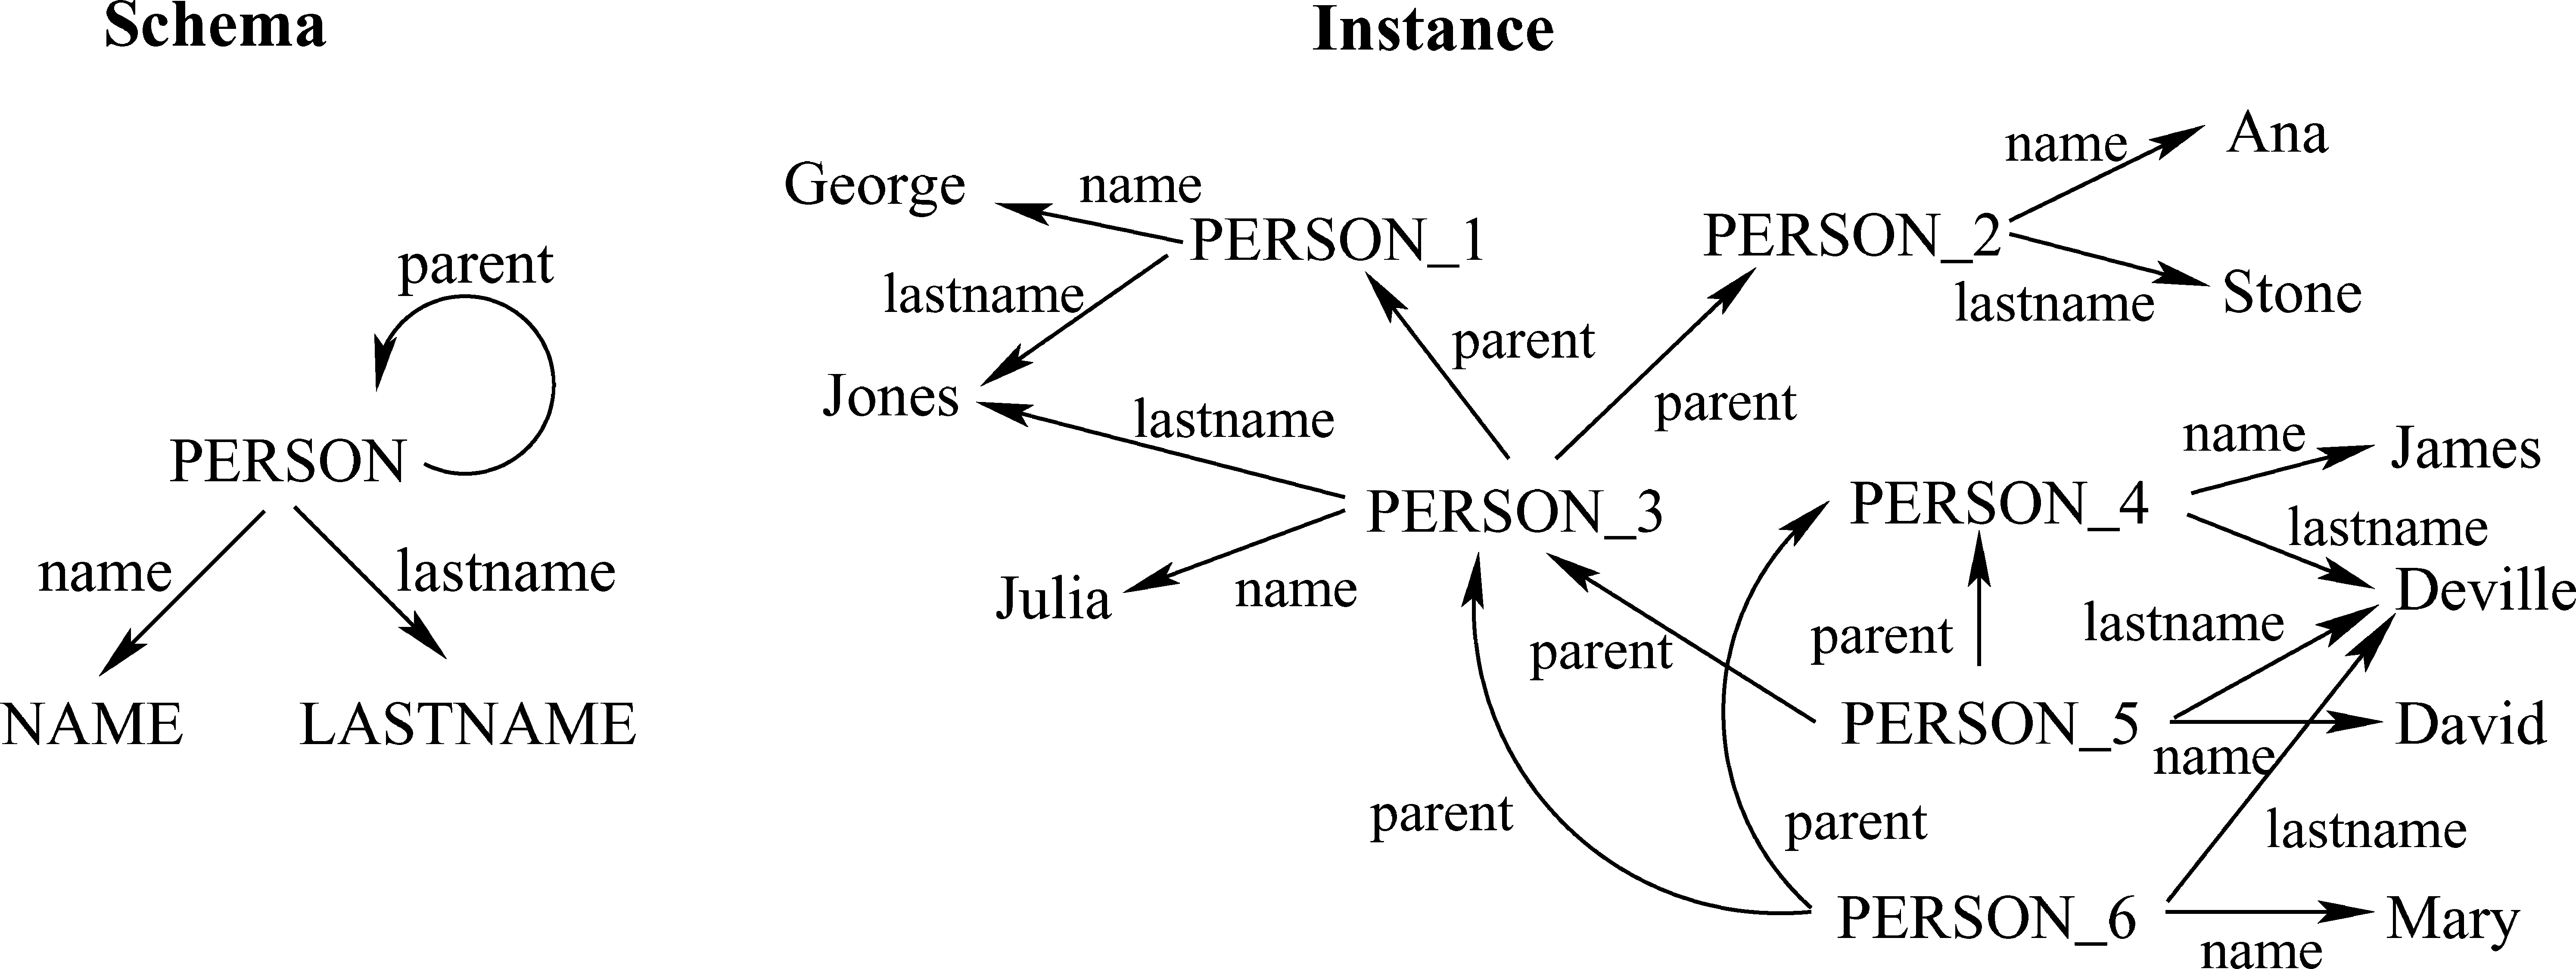 Schema
Instance
parent
PERSON
name
lastname
NAME
LASTNAME
George
name
PERSON_1
lastname
Jones
parent
PERSON_2
name
Ana
lastname
Stone
parent
lastname
PERSON_3
Julia
name
PERSON_4
name
James
lastname
Deville
parent
parent
lastname
PERSON_5
David
name
parent
parent
lastname
PERSON_6
Mary
name